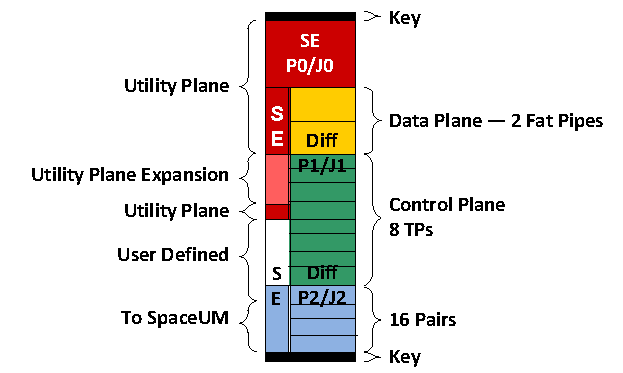 Key
SE
P0/J0
Utility Plane
S
E
Diff
Data Plane — 2 Fat Pipes
P1/J1
Utility Plane Expansion
Utility Plane
Control Plane
8 TPs
User Defined
S
Diff
E
P2/J2
To SpaceUM
16 Pairs
Key